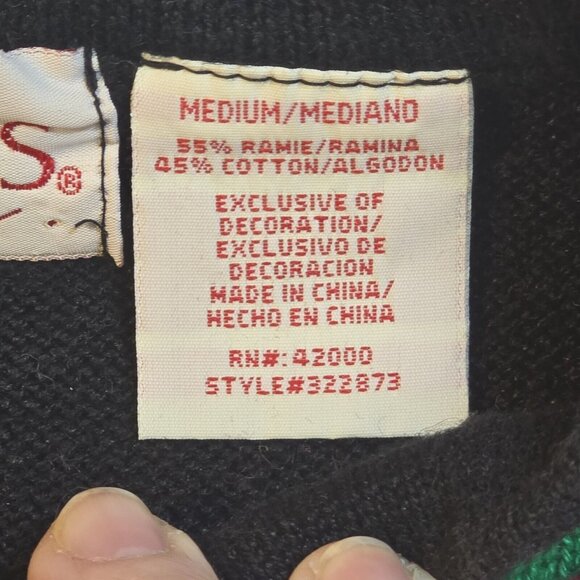 S®
MEDIUM/MEDIANO
55% RAMIE/RAMINA
45% COTTON/ALGODON
EXCLUSIVE OF
DECORATION/
EXCLUSIVO DE
DECORACION
MADE IN CHINA/
HECHO EN CHINA
RN#: 42000
STYLE#322873